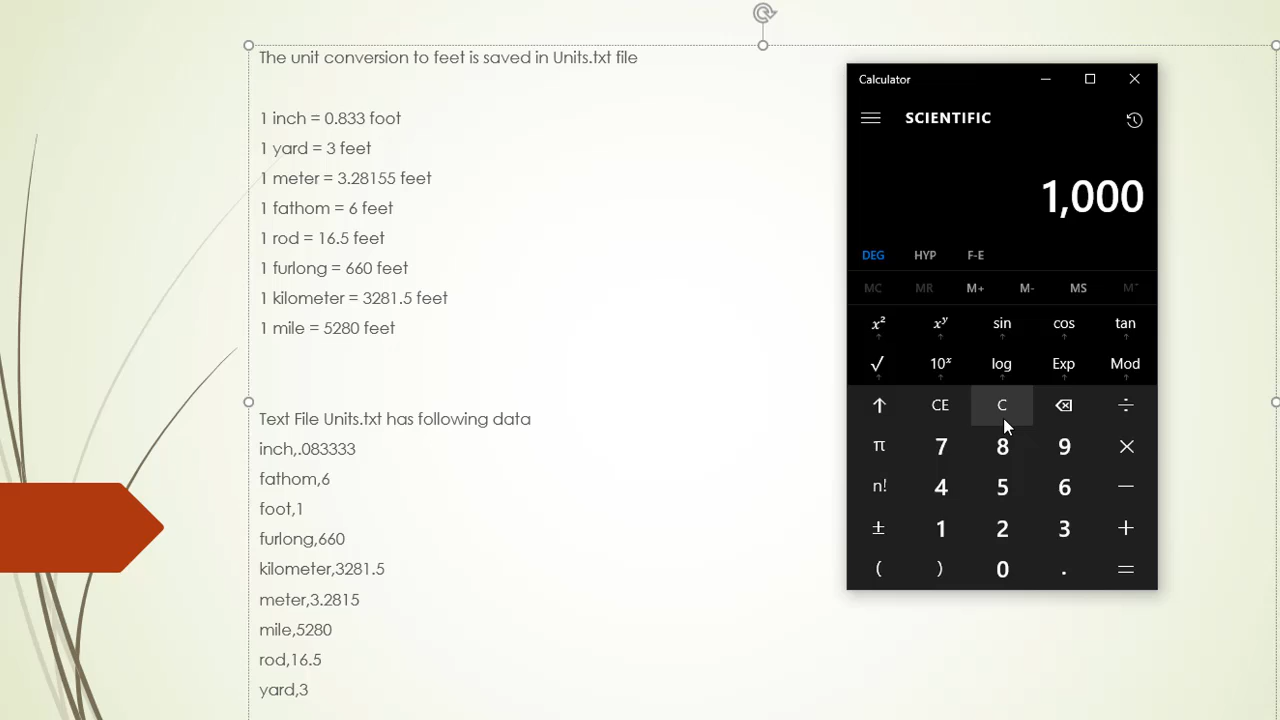 The unit conversion to feet is saved in Units.txt file
1 inch = 0.833 foot
1 yard = 3 feet
1 meter = 3.28155 feet
1 fathom = 6 feet
1 rod = 16.5 feet
1 furlong = 660 feet
1 kilometer = 3281.5 feet
1 mile = 5280 feet
Text File Units.txt has following data
inch,.083333
fathom,6
foot,1
furlong,660
kilometer,3281.5
meter,3.2815
mile,5280
rod,16.5
yard,3
Calculator
SCIENTIFIC
1,000
DEG HYP F-E
MC MR M+ M- MS M˅
x² xʸ sin cos tan
√ 10ˣ log Exp Mod
↑ CE C ⌫ ÷
π 7 8 9 ×
n! 4 5 6 −
± 1 2 3 +
( ) 0 . =